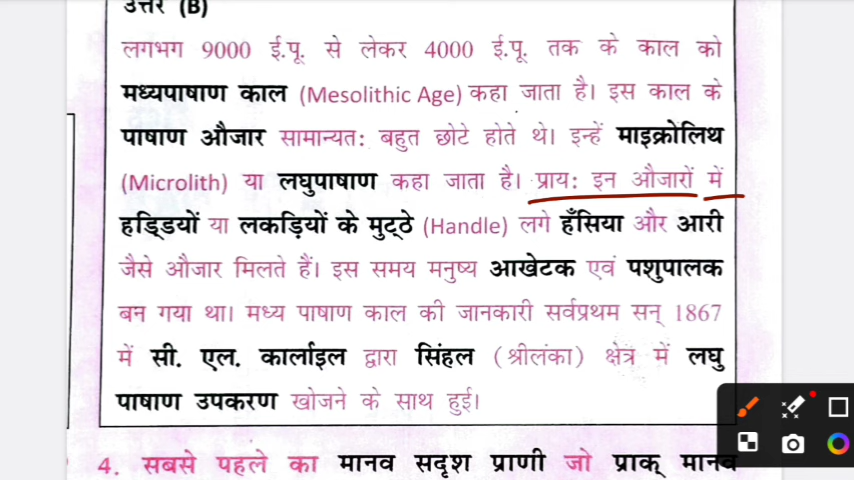 उत्तर (B)
लगभग 9000 ई.पू. से लेकर 4000 ई.पू. तक के काल को
मध्यपाषाण काल (Mesolithic Age) कहा जाता है। इस काल के
पाषाण औजार सामान्यत: बहुत छोटे होते थे। इन्हें माइक्रोलिथ
(Microlith) या लघुपाषाण कहा जाता है। प्राय: इन औजारों में
हड्डियों या लकड़ियों के मुट्ठे (Handle) लगे हँसिया और आरी
जैसे औजार मिलते हैं। इस समय मनुष्य आखेटक एवं पशुपालक
बन गया था। मध्य पाषाण काल की जानकारी सर्वप्रथम सन् 1867
में सी. एल. कार्लाइल द्वारा सिंहल (श्रीलंका) क्षेत्र में लघु
पाषाण उपकरण खोजने के साथ हुई।
4. सबसे पहले का मानव सदृश प्राणी जो प्राक् मानव